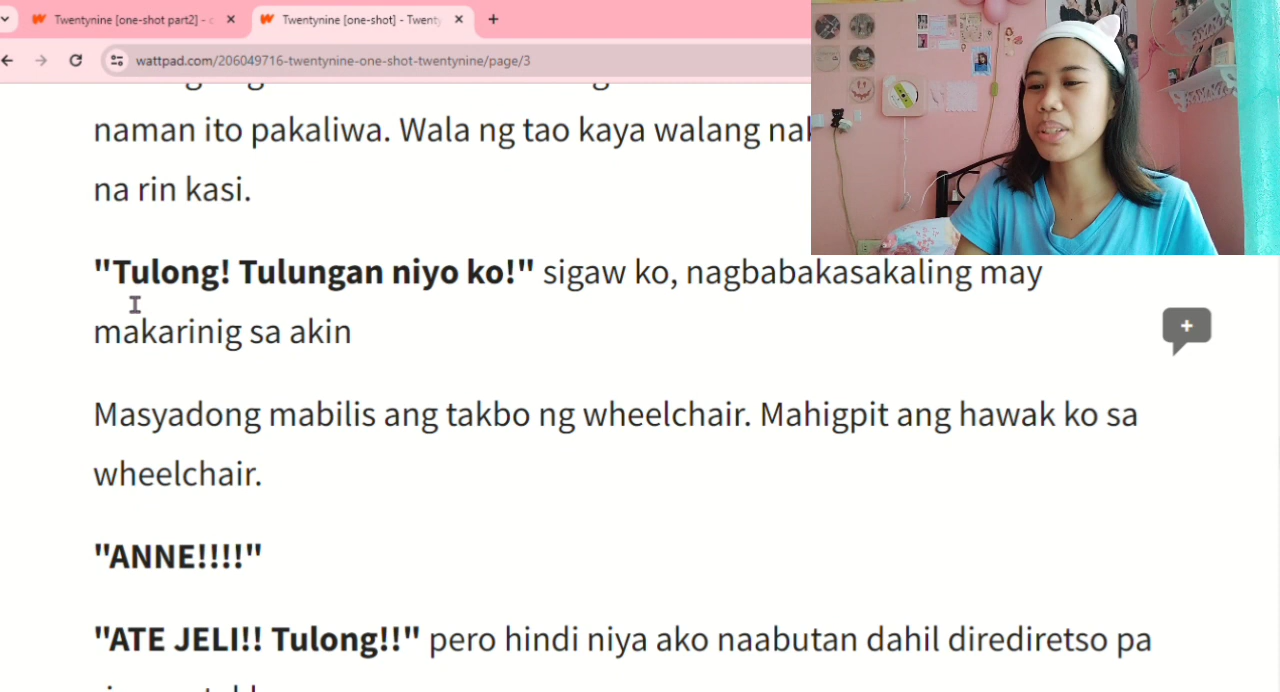 Twentynine [one-shot part2] -
Twentynine [one-shot] - Twenty
wattpad.com/206049716-twentynine-one-shot-twentynine/page/3
naman ito pakaliwa. Wala ng tao kaya walang
na rin kasi.
"Tulong! Tulungan niyo ko!" sigaw ko, nagbabakasakaling may
makarinig sa akin
Masyadong mabilis ang takbo ng wheelchair. Mahigpit ang hawak ko sa
wheelchair.
"ANNE!!!!"
"ATE JELI!! Tulong!!" pero hindi niya ako naabutan dahil dirediretso pa